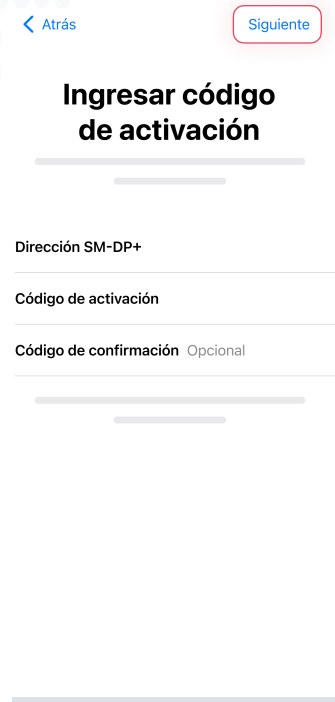 Atrás
Siguiente
Ingresar código
de activación
Dirección SM-DP+
Código de activación
Código de confirmación Opcional